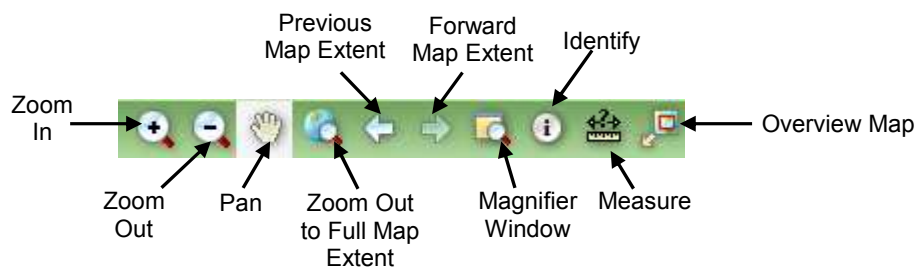 Previous
Map Extent
Forward
Map Extent
Identify
Zoom
In
Overview Map
Zoom
Out
Pan
Zoom Out
to Full Map
Extent
Magnifier
Window
Measure